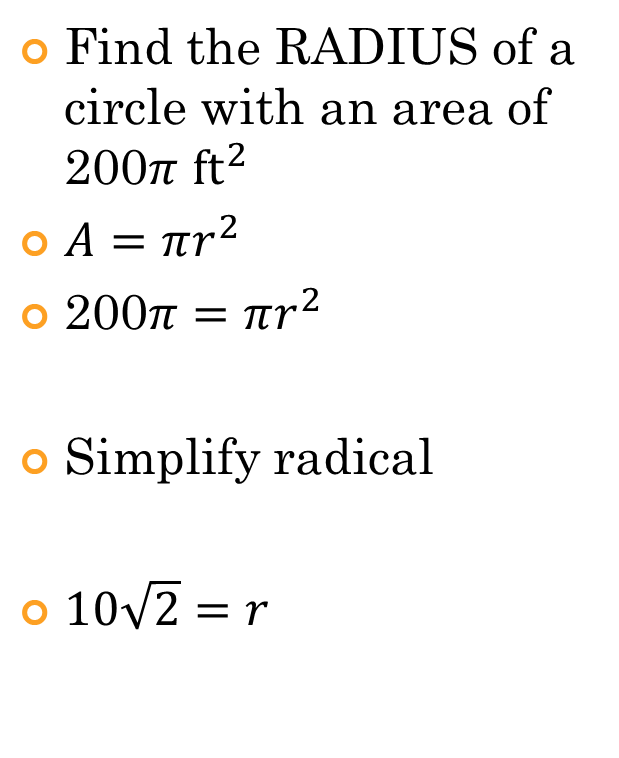 Find the RADIUS of a
circle with an area of
200𝜋 ft²
𝐴 = 𝜋𝑟²
200𝜋 = 𝜋𝑟²
Simplify radical
10√2 = 𝑟